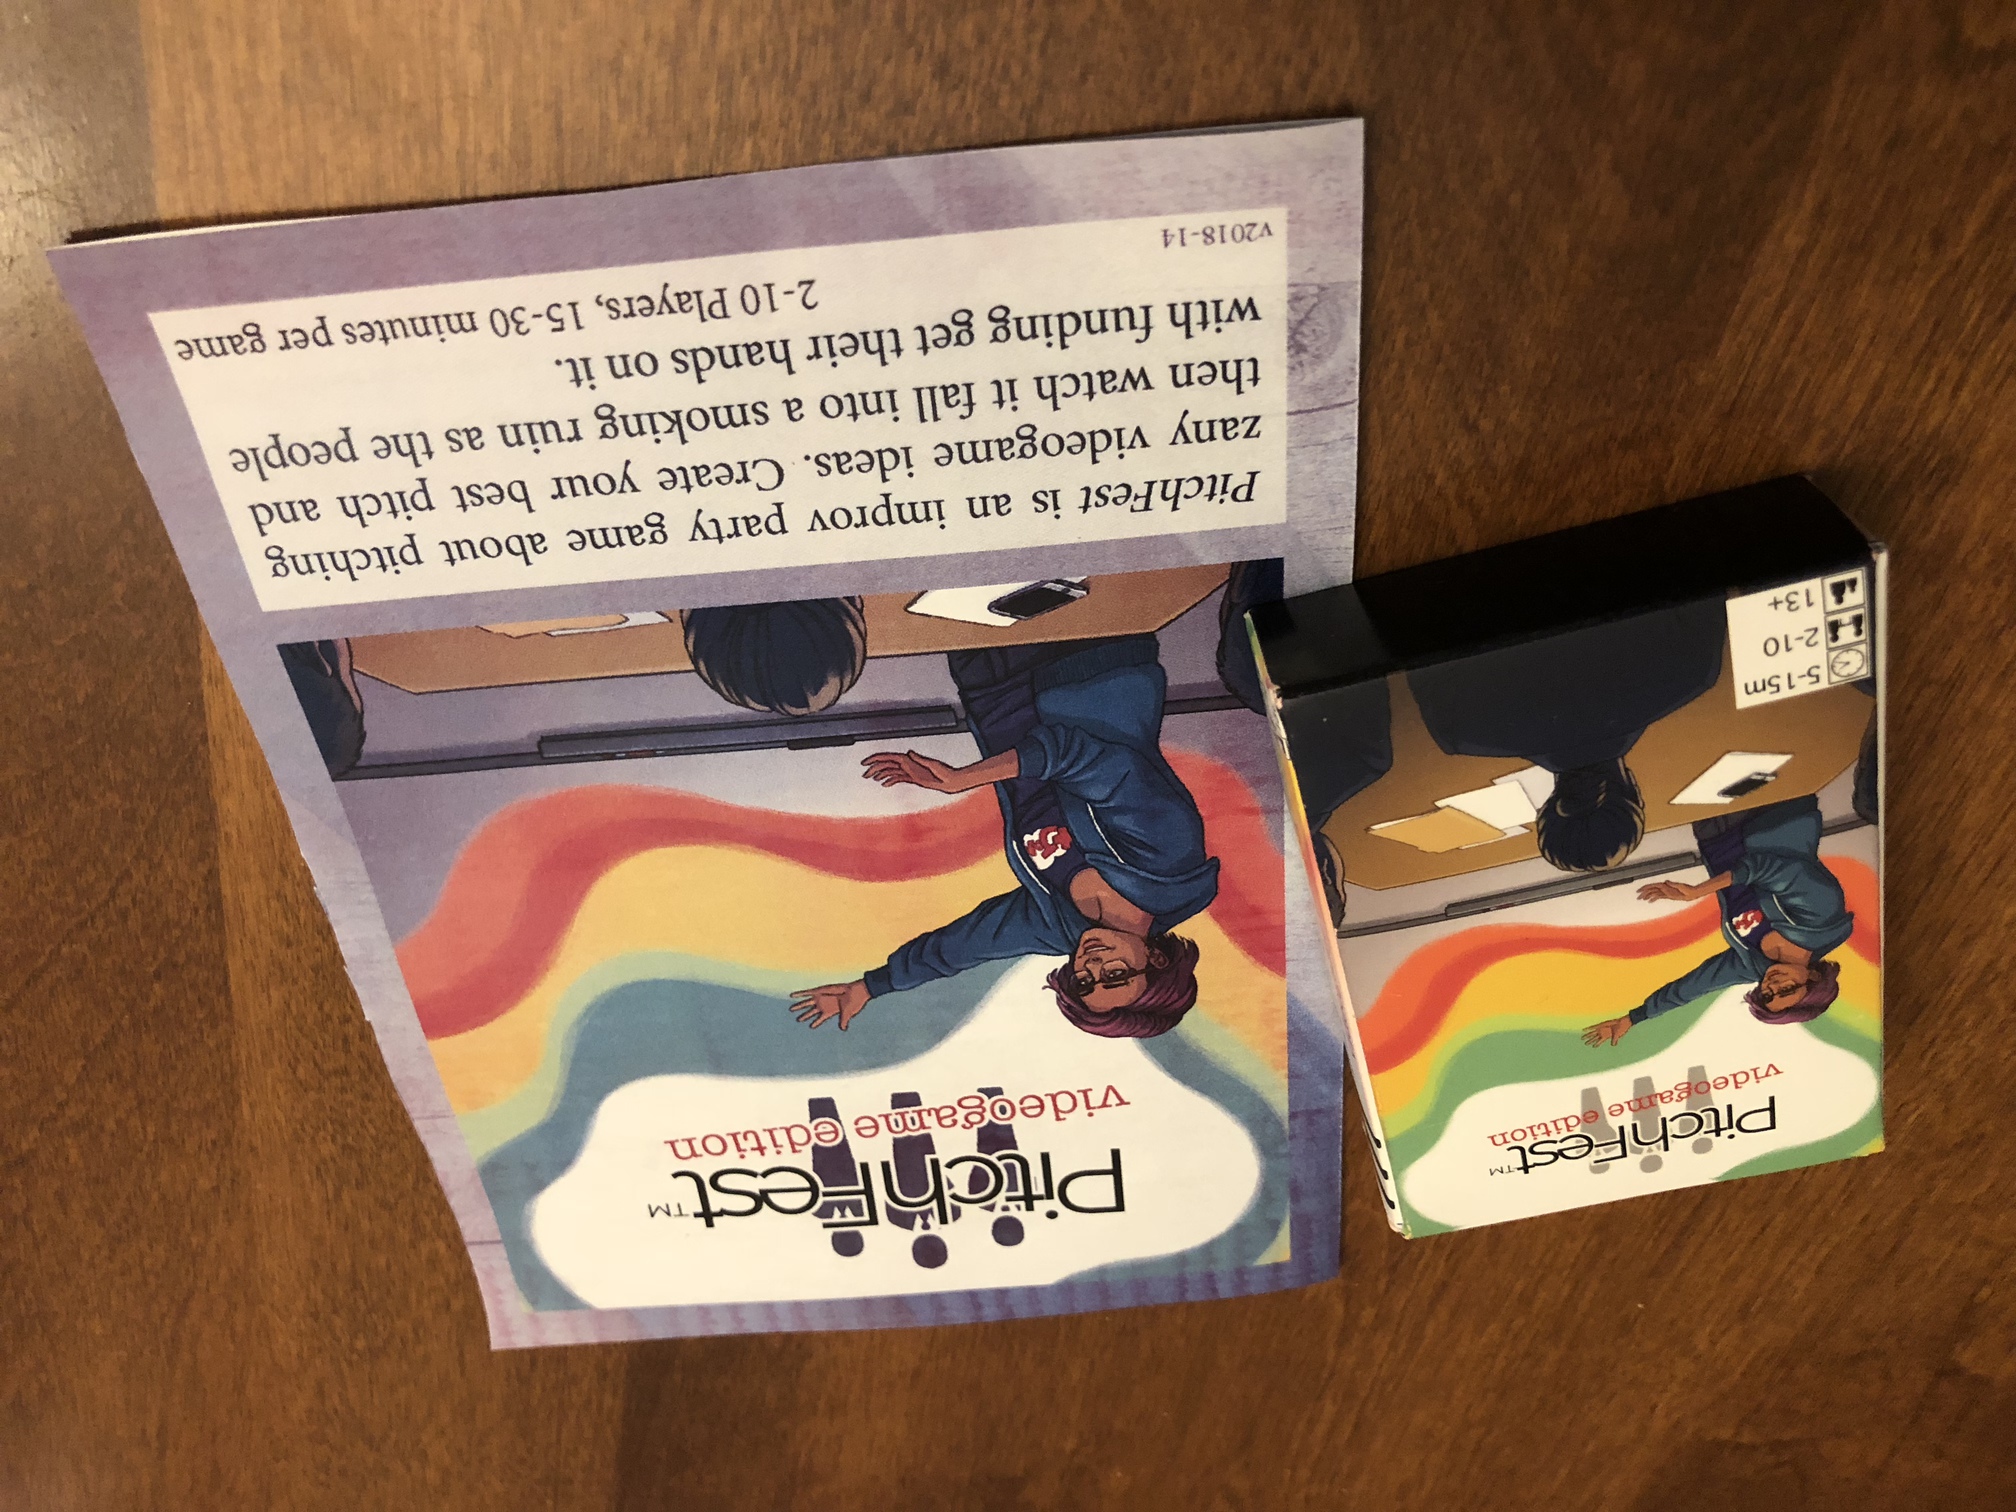 PitchFest™
videogame edition
5-15m
2-10
13+
PitchFest™
videogame edition
PitchFest is an improv party game about pitching
zany videogame ideas. Create your best pitch and
then watch it fall into a smoking ruin as the people
with funding get their hands on it.
2-10 Players, 15-30 minutes per game
v2018-14